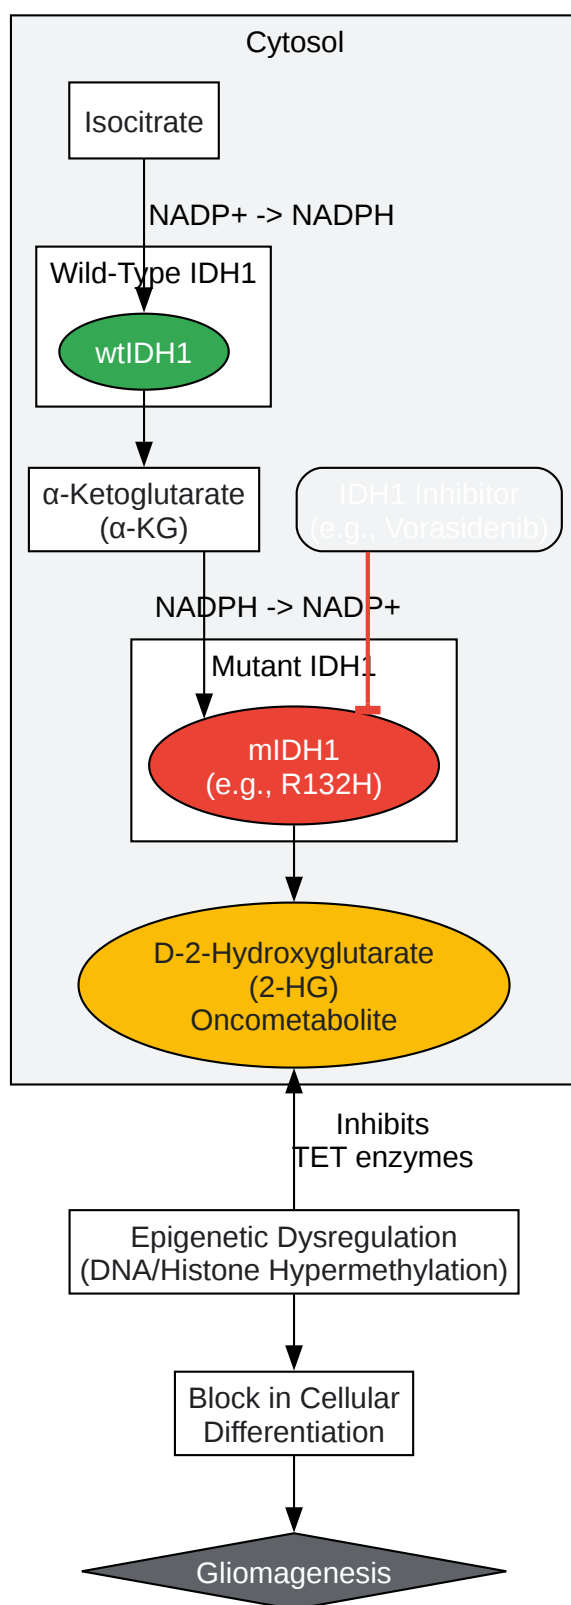 Cytosol
Isocitrate
NADP+ -> NADPH
Wild-Type IDH1
wtIDH1
α-Ketoglutarate
(α-KG)
IDH1 Inhibitor
(e.g., Vorasidenib)
NADPH -> NADP+
Mutant IDH1
mIDH1
(e.g., R132H)
D-2-Hydroxyglutarate
(2-HG)
Oncometabolite
Inhibits
TET enzymes
Epigenetic Dysregulation
(DNA/Histone Hypermethylation)
Block in Cellular
Differentiation
Gliomagenesis